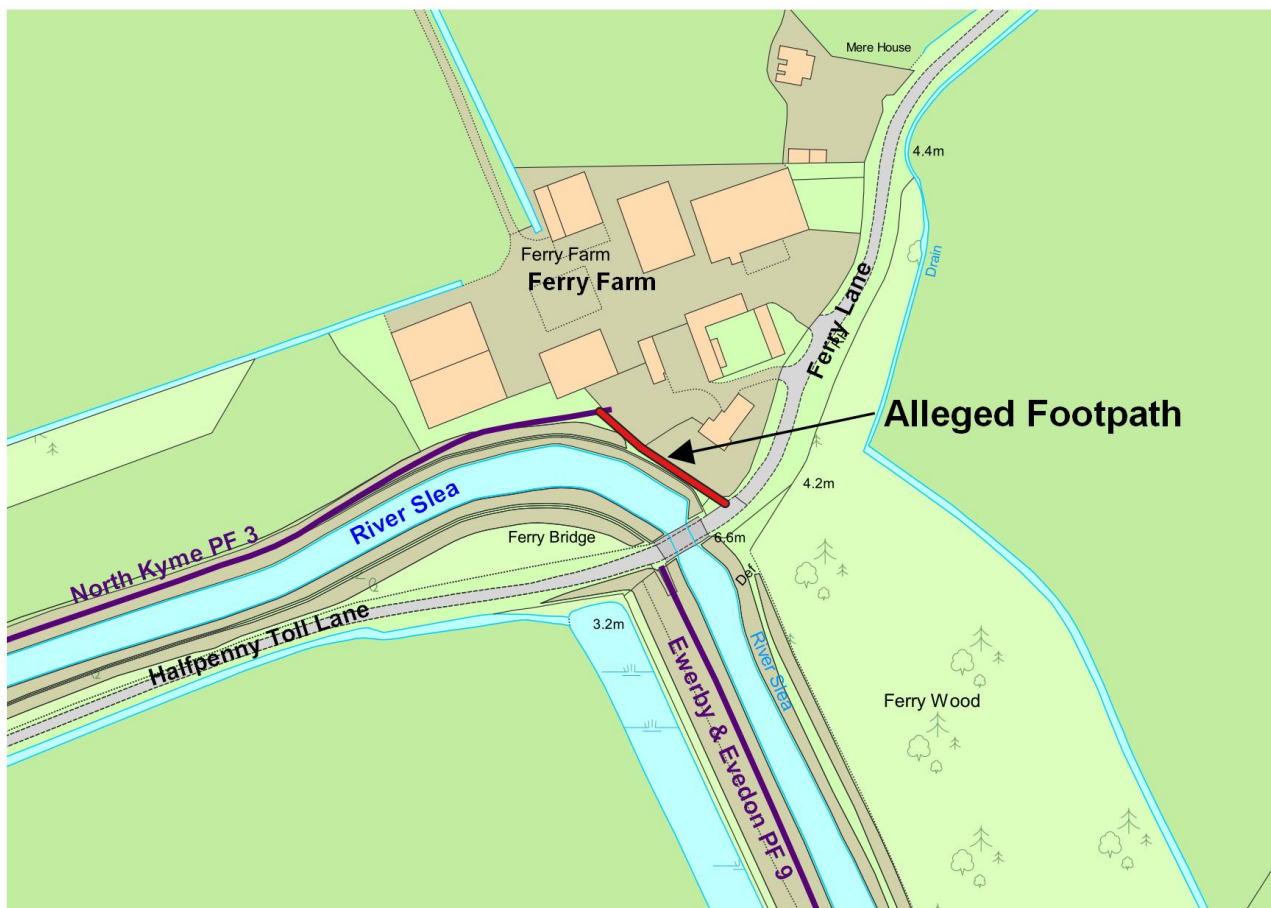 Mere House
4.4m
Drain
Ferry Farm
Ferry Farm
Ferry Lane
Alleged Footpath
4.2m
River Slea
North Kyme PF 3
Ferry Bridge
6.6m
Def
Halfpenny Toll Lane
3.2m
Ewerby & Evedon PF 9
River Slea
Ferry Wood